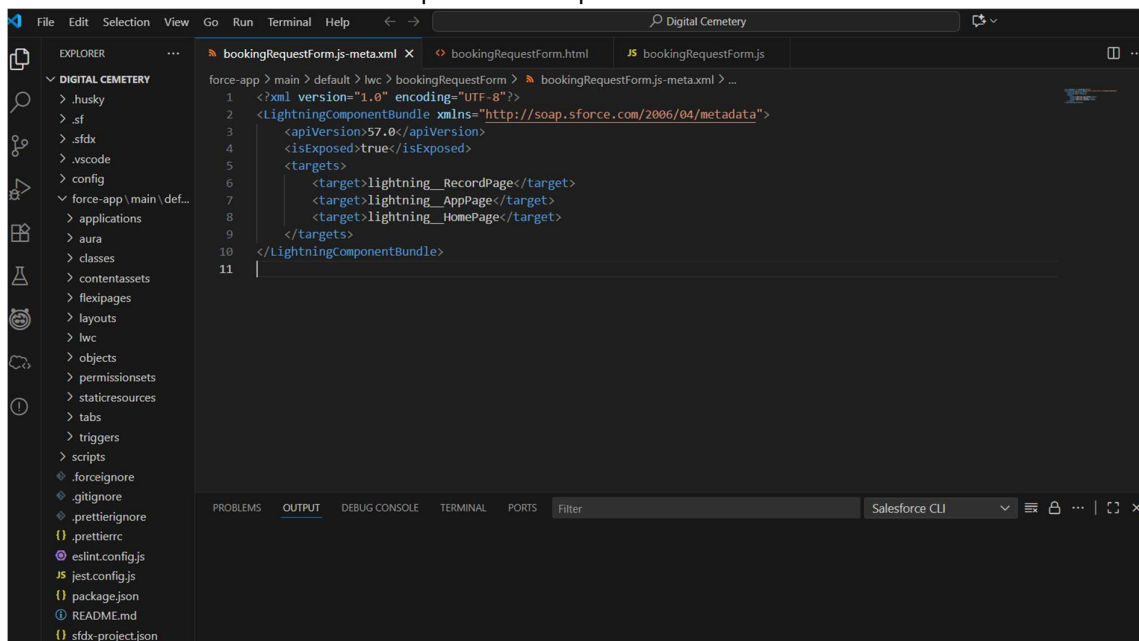 File Edit Selection View Go Run Terminal Help
Digital Cemetery
EXPLORER
bookingRequestForm.js-meta.xml
bookingRequestForm.html
JS bookingRequestForm.js
DIGITAL CEMETERY
.husky
.sf
.sfdx
.vscode
config
force-app\main\def...
applications
aura
classes
contentassets
flexipages
layouts
lwc
objects
permissionsets
staticresources
tabs
triggers
scripts
.forceignore
.gitignore
.prettierignore
{} .prettierrc
eslint.config.js
JS jest.config.js
{} package.json
README.md
{} sfdx-project.json
force-app > main > default > lwc > bookingRequestForm > bookingRequestForm.js-meta.xml > ...
1 <?xml version="1.0" encoding="UTF-8"?>
2 <LightningComponentBundle xmlns="http://soap.sforce.com/2006/04/metadata">
3 <apiVersion>57.0</apiVersion>
4 <isExposed>true</isExposed>
5 <targets>
6 <target>lightning__RecordPage</target>
7 <target>lightning__AppPage</target>
8 <target>lightning__HomePage</target>
9 </targets>
10 </LightningComponentBundle>
11
PROBLEMS OUTPUT DEBUG CONSOLE TERMINAL PORTS Filter Salesforce CLI